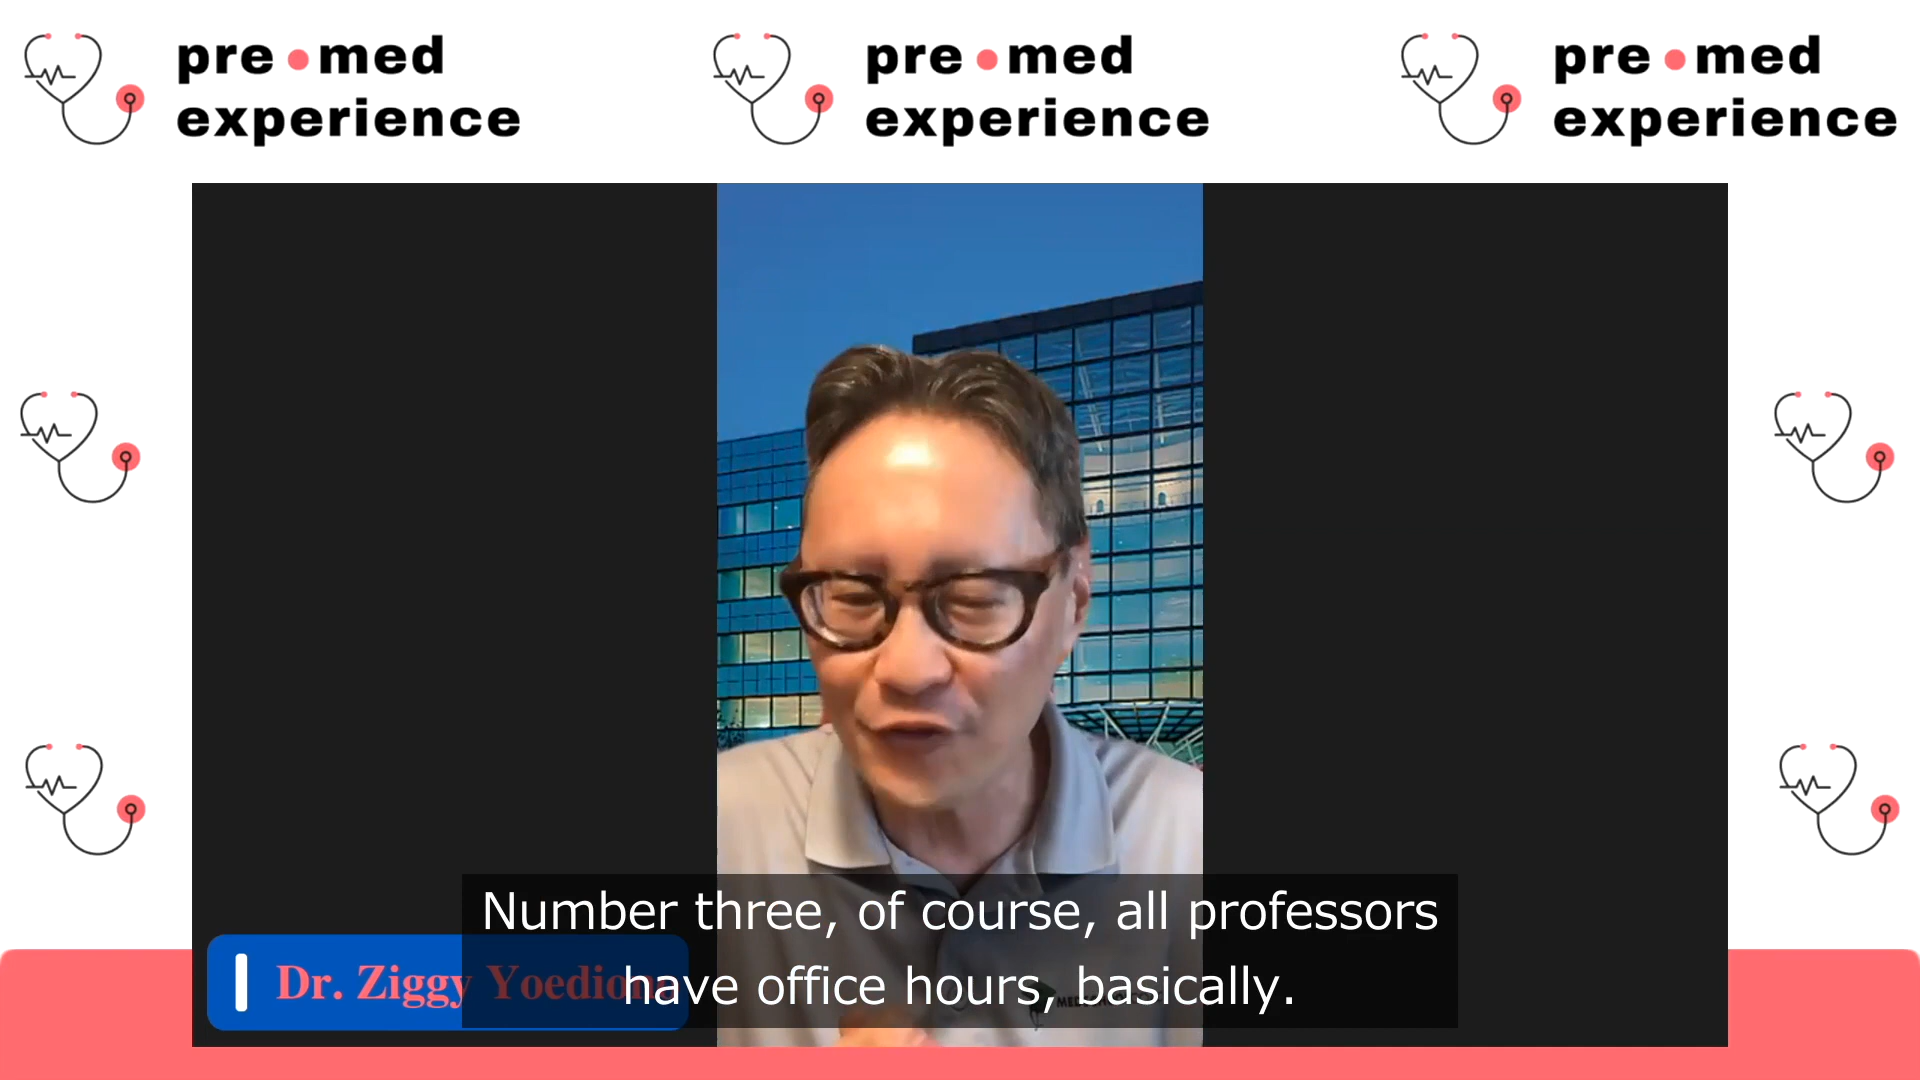 pre med
experience
pre med
experience
pre med
experience
Number three, of course, all professors
have office hours, basically.
Dr. Ziggy